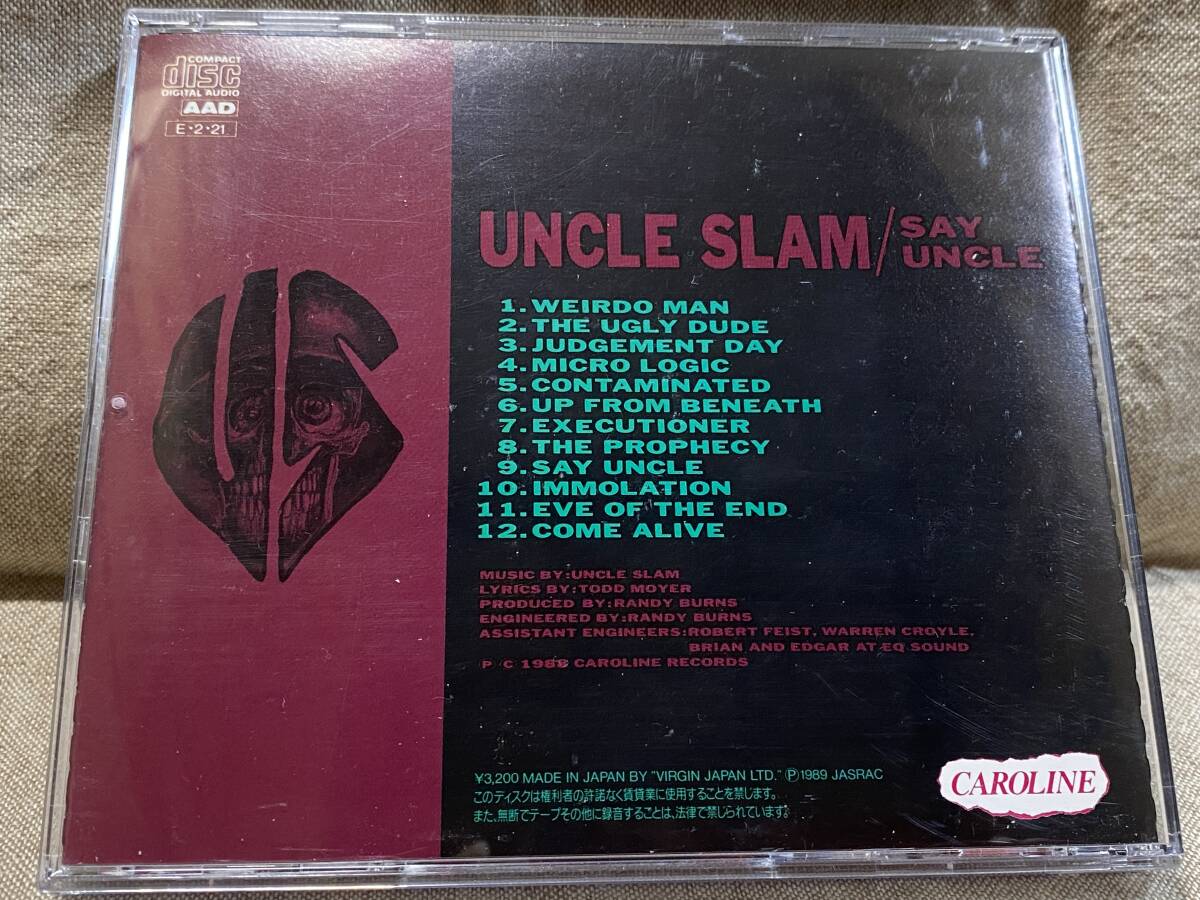 COMPACT
disc
DIGITAL AUDIO
AAD
E・2・21
UNCLE SLAM/SAY UNCLE
1. WEIRDO MAN
2. THE UGLY DUDE
3. JUDGEMENT DAY
4. MICRO LOGIC
5. CONTAMINATED
6. UP FROM BENEATH
7. EXECUTIONER
8. THE PROPHECY
9. SAY UNCLE
10. IMMOLATION
11. EVE OF THE END
12. COME ALIVE
MUSIC BY:UNCLE SLAM
LYRICS BY:TODD MOYER
PRODUCED BY:RANDY BURNS
ENGINEERED BY:RANDY BURNS
ASSISTANT ENGINEERS:ROBERT FEIST, WARREN CROYLE,
BRIAN AND EDGAR AT EQ SOUND
P C 1988 CAROLINE RECORDS
¥3,200 MADE IN JAPAN BY "VIRGIN JAPAN LTD." Ⓟ1989 JASRAC
このディスクは権利者の許諾なく賃貸業に使用することを禁じます。
また、無断でテープその他に録音することは、法律で禁じられています。
CAROLINE